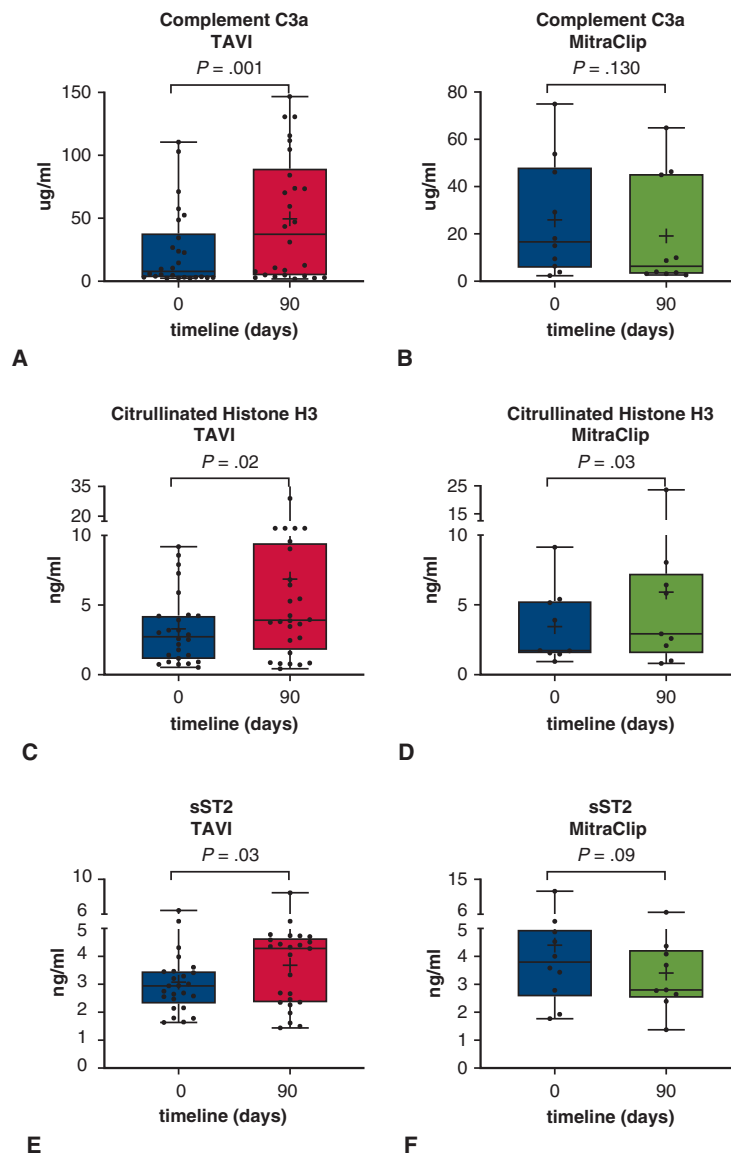 Complement C3a
TAVI
P = .001
150
100
50
0
ug/ml
0 90
timeline (days)
A
Complement C3a
MitraClip
P = .130
80
60
40
20
0
ug/ml
0 90
timeline (days)
B
Citrullinated Histone H3
TAVI
P = .02
35
20
10
5
0
ng/ml
0 90
timeline (days)
C
Citrullinated Histone H3
MitraClip
P = .03
25
15
10
5
0
ng/ml
0 90
timeline (days)
D
sST2
TAVI
P = .03
10
6
5
4
3
2
1
0
ng/ml
0 90
timeline (days)
E
sST2
MitraClip
P = .09
15
6
5
4
3
2
1
0
ng/ml
0 90
timeline (days)
F